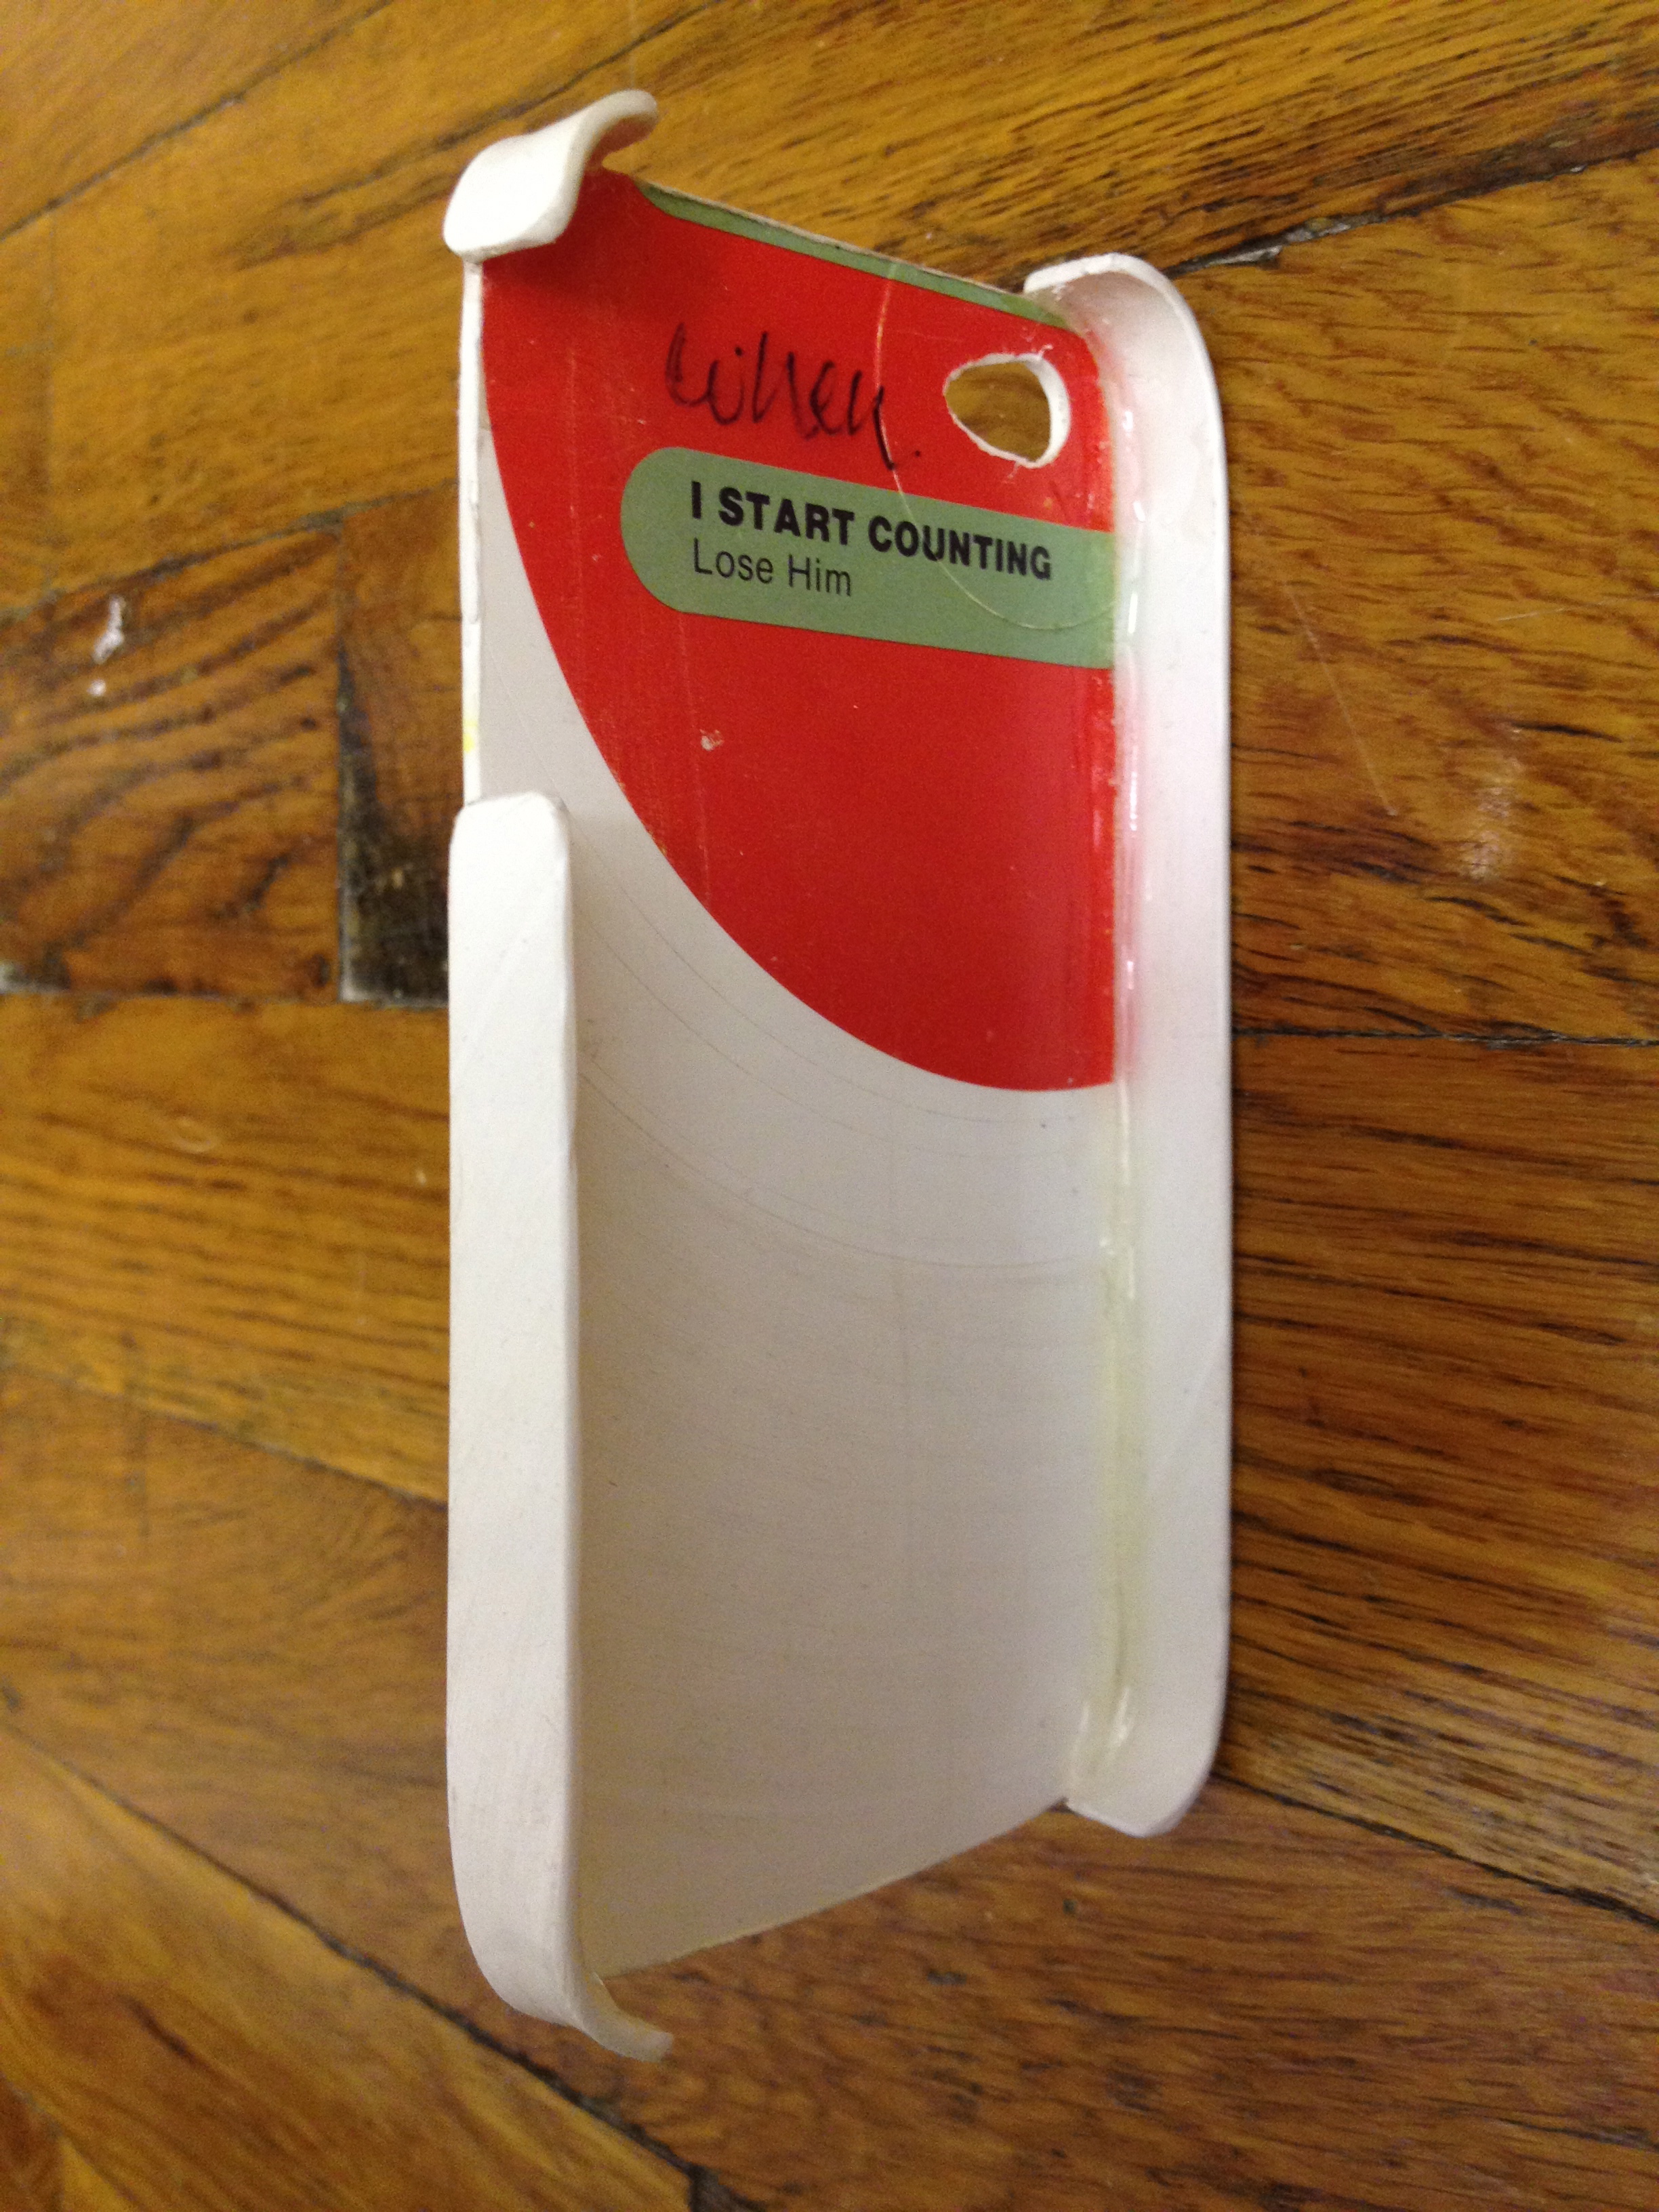 I START COUNTING
Lose Him